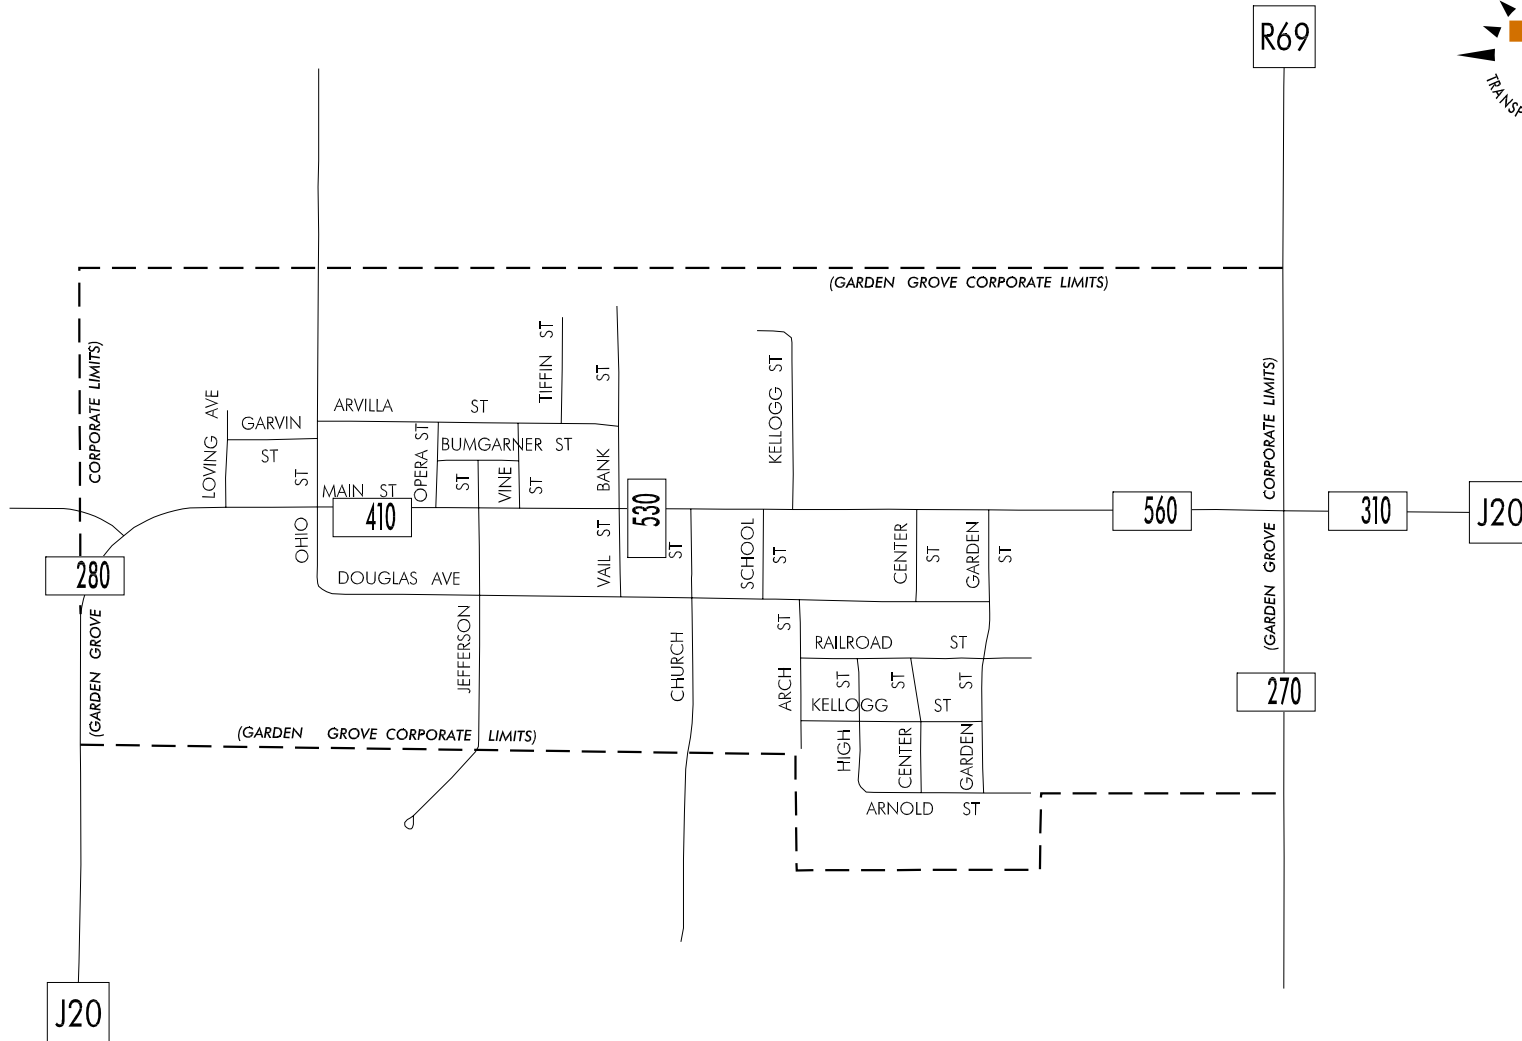 R69
TRANSP
(GARDEN GROVE CORPORATE LIMITS)
(GARDEN GROVE CORPORATE LIMITS)
TIFFIN ST
ST
KELLOGG ST
(GARDEN GROVE CORPORATE LIMITS)
LOVING AVE
ARVILLA ST
GARVIN
ST
OPERA ST
BUMGARNER ST
OHIO ST
MAIN ST
ST
VINE
ST
BANK
410
530
560
310
J20
280
DOUGLAS AVE
VAIL ST
ST
SCHOOL
ST
CENTER
ST
GARDEN
ST
JEFFERSON
CHURCH
ARCH ST
RAILROAD ST
ST
ST
ST
KELLOGG ST
270
(GARDEN GROVE CORPORATE LIMITS)
HIGH
CENTER
GARDEN
ARNOLD ST
J20